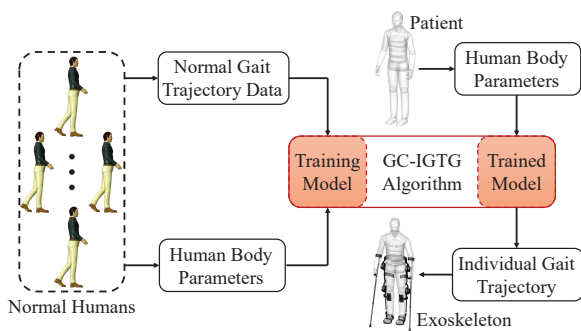 Patient
Normal Gait
Trajectory Data
Human Body
Parameters
Training
Model
GC-IGTG
Algorithm
Trained
Model
Human Body
Parameters
Individual Gait
Trajectory
Normal Humans
Exoskeleton